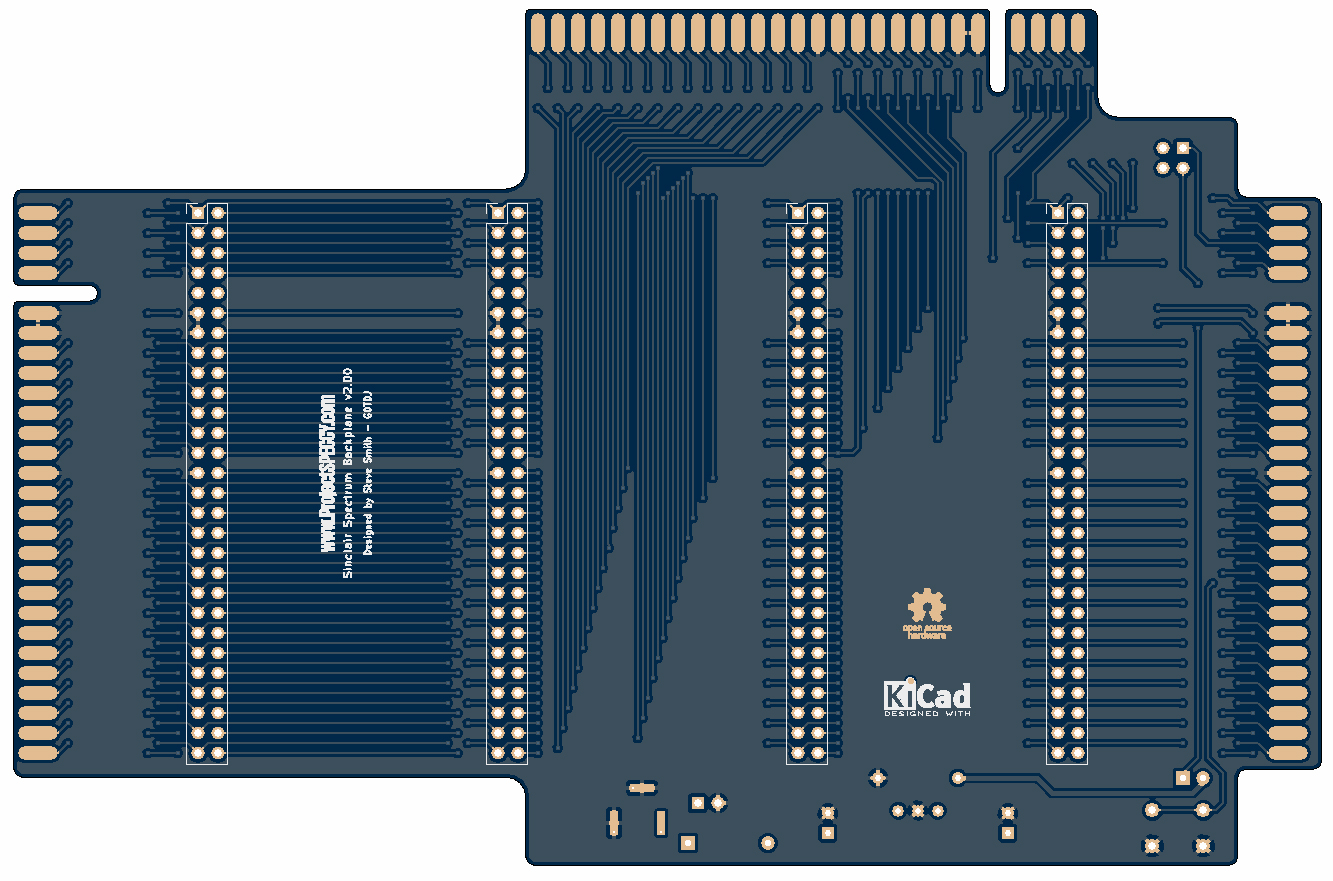 www.ProjectSPECCY.com
Sinclair Spectrum Backplane v2.00
Designed by Steve Smith - G0TDJ
open source
hardware
KiCad
DESIGNED WITH